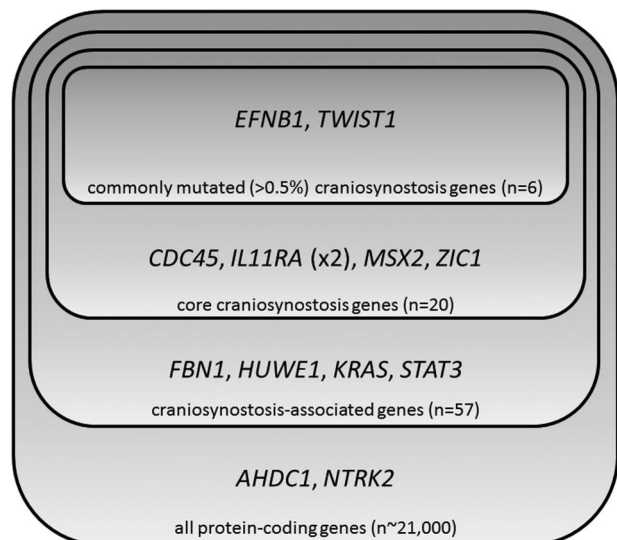 EFNB1, TWIST1
commonly mutated (>0.5%) craniosynostosis genes (n=6)
CDC45, IL11RA (x2), MSX2, ZIC1
core craniosynostosis genes (n=20)
FBN1, HUWE1, KRAS, STAT3
craniosynostosis-associated genes (n=57)
AHDC1, NTRK2
all protein-coding genes (n~21,000)